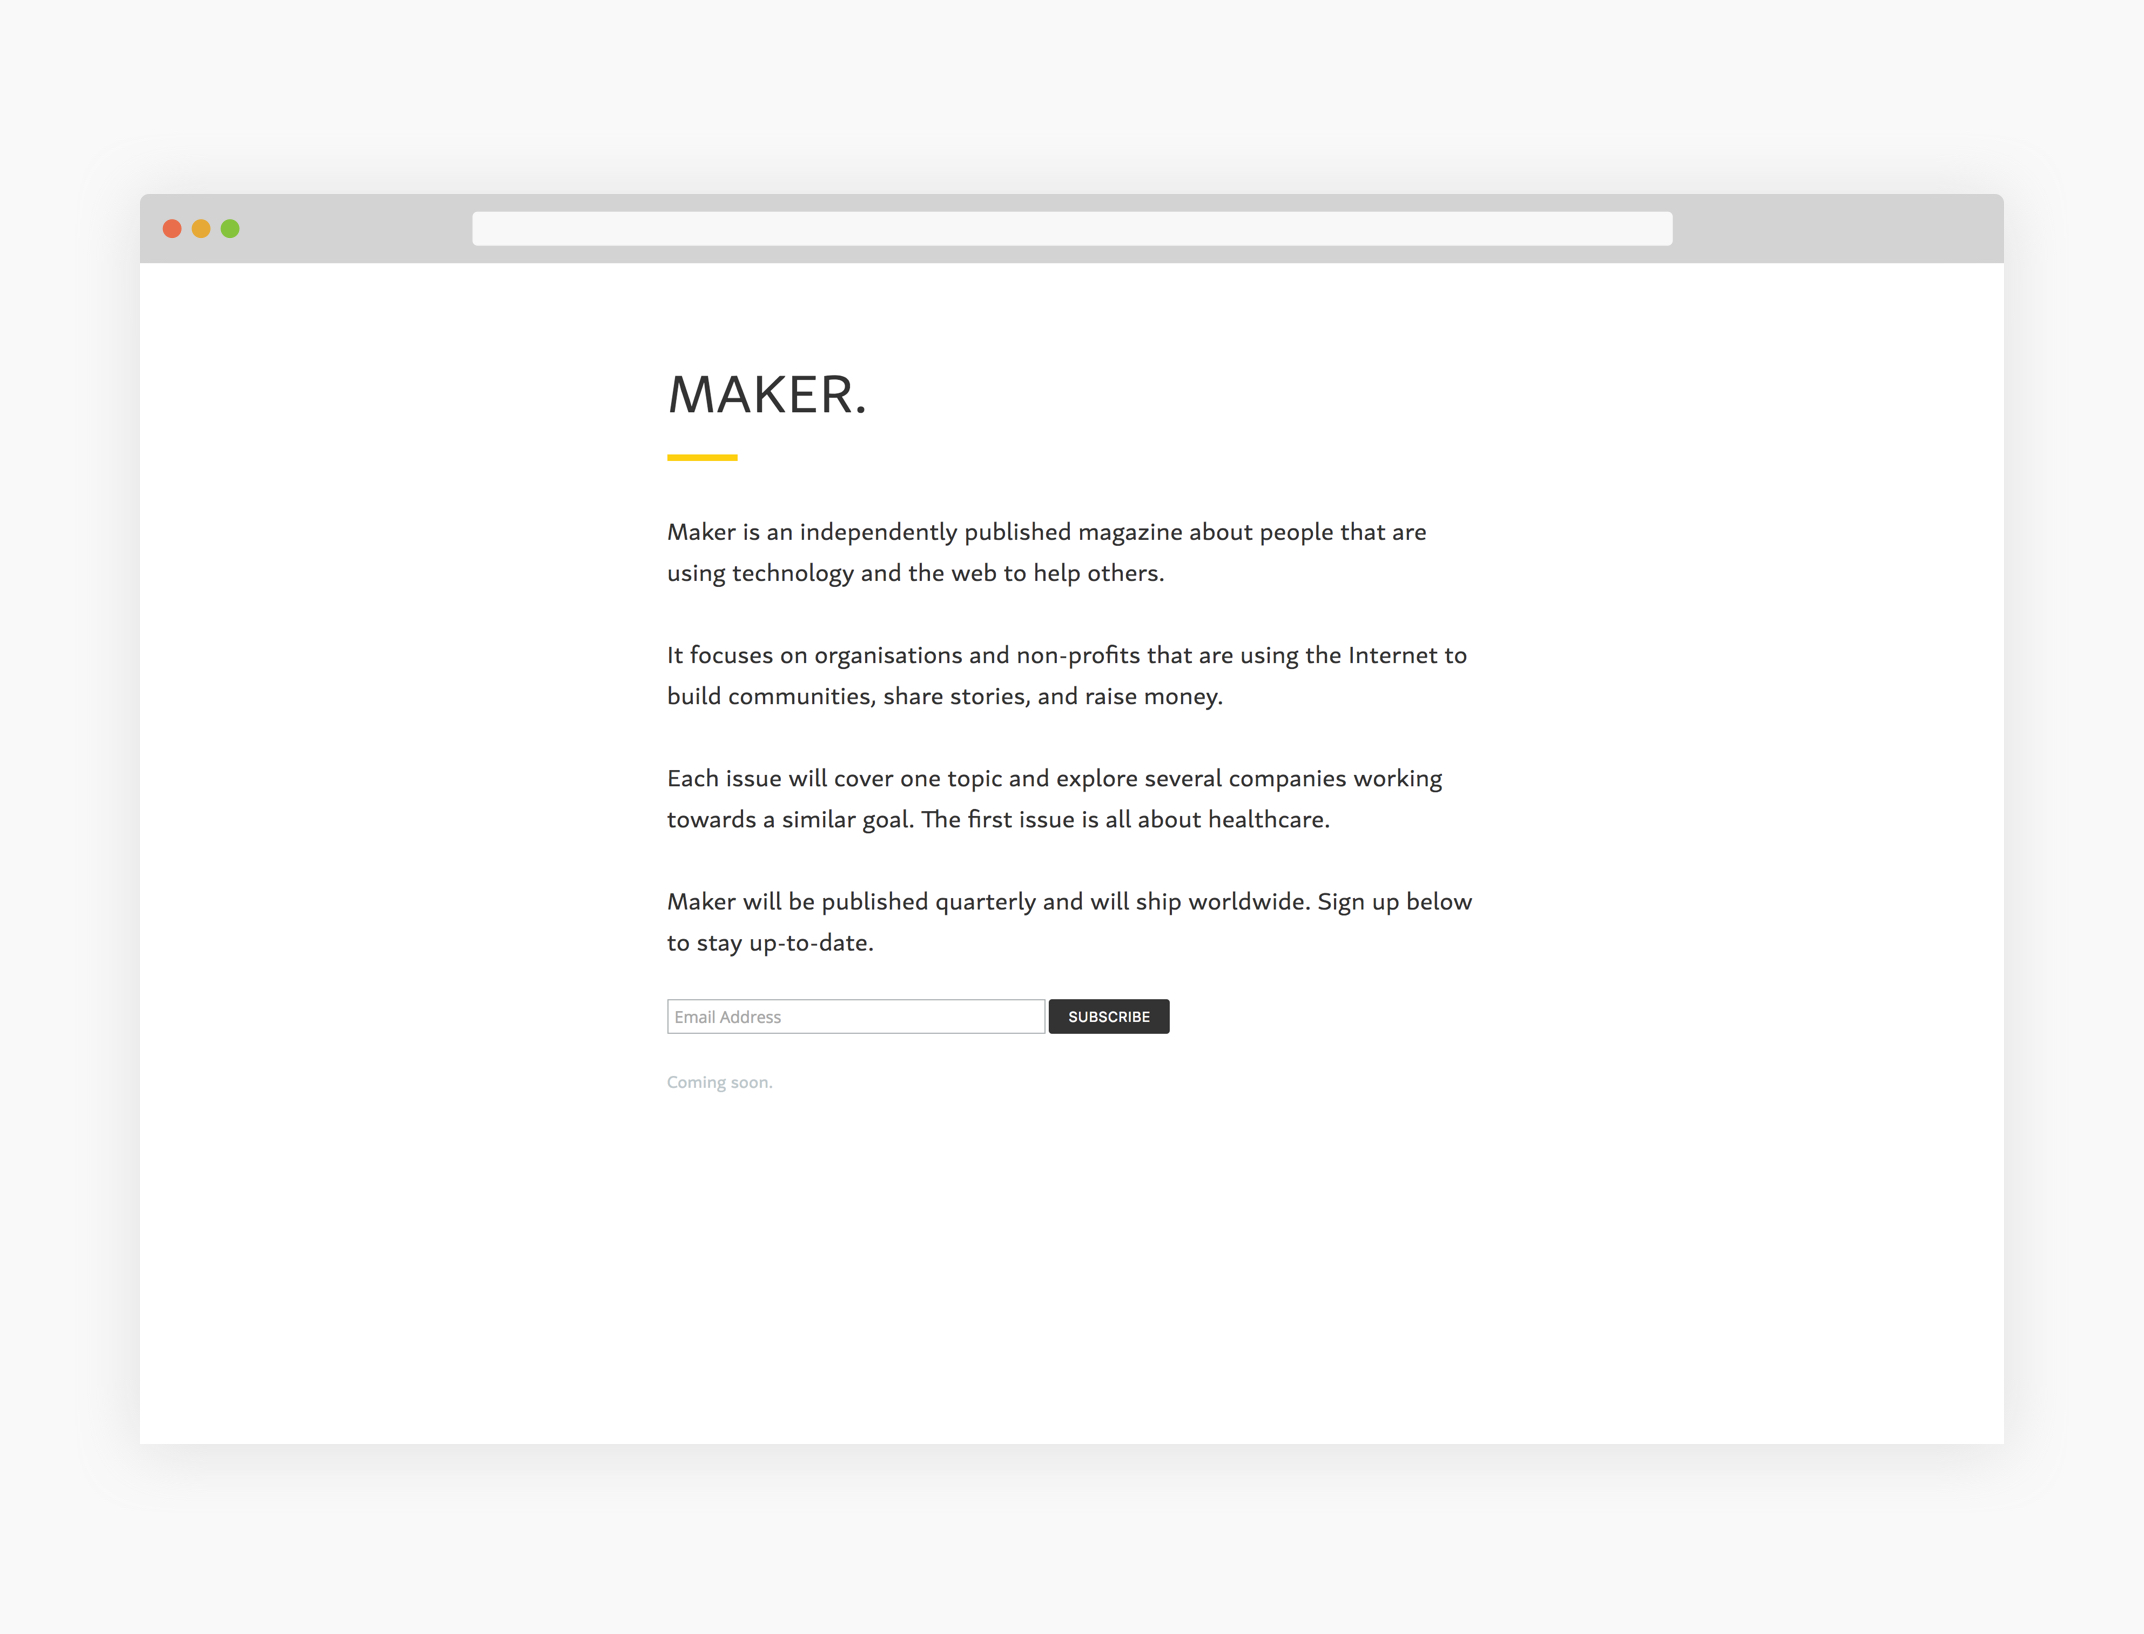 MAKER.
Maker is an independently published magazine about people that are
using technology and the web to help others.
It focuses on organisations and non-profits that are using the Internet to
build communities, share stories, and raise money.
Each issue will cover one topic and explore several companies working
towards a similar goal. The first issue is all about healthcare.
Maker will be published quarterly and will ship worldwide. Sign up below
to stay up-to-date.
Email Address SUBSCRIBE
Coming soon.